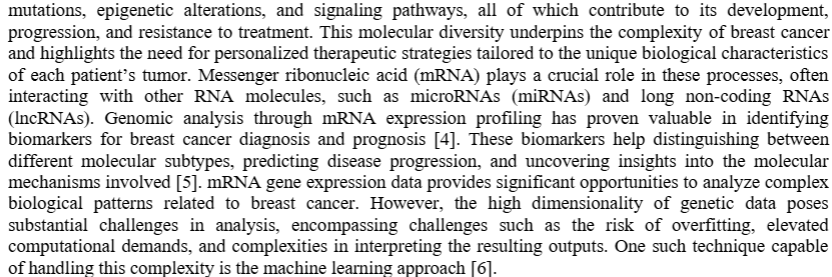 mutations, epigenetic alterations, and signaling pathways, all of which contribute to its development,
progression, and resistance to treatment. This molecular diversity underpins the complexity of breast cancer
and highlights the need for personalized therapeutic strategies tailored to the unique biological characteristics
of each patient's tumor. Messenger ribonucleic acid (mRNA) plays a crucial role in these processes, often
interacting with other RNA molecules, such as microRNAs (miRNAs) and long non-coding RNAs
(lncRNAs). Genomic analysis through mRNA expression profiling has proven valuable in identifying
biomarkers for breast cancer diagnosis and prognosis [4]. These biomarkers help distinguishing between
different molecular subtypes, predicting disease progression, and uncovering insights into the molecular
mechanisms involved [5]. mRNA gene expression data provides significant opportunities to analyze complex
biological patterns related to breast cancer. However, the high dimensionality of genetic data poses
substantial challenges in analysis, encompassing challenges such as the risk of overfitting, elevated
computational demands, and complexities in interpreting the resulting outputs. One such technique capable
of handling this complexity is the machine learning approach [6].